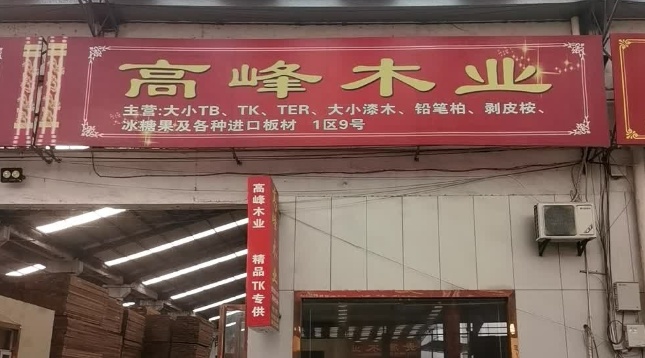 高峰木业
主营:大小TB、TK、TER、大小漆木、铅笔柏、剥皮桉、
冰糖果及各种进口板材 1区9号
高峰木业 精品TK专供